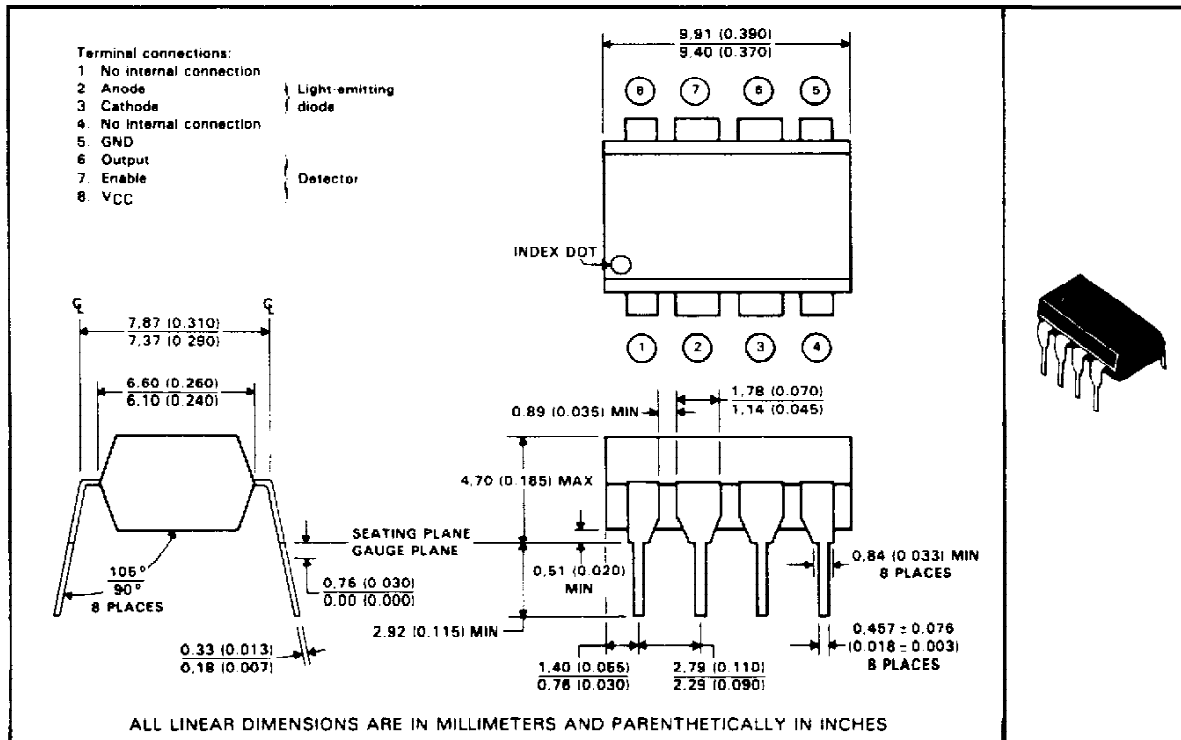 Terminal connections:
1 No internal connection
2 Anode
3 Cathode
Light-emitting
diode
4. No internal connection
5. GND
6 Output
7. Enable
8. VCC
Detector
9,91 (0.390)
9,40 (0.370)
8
7
6
5
INDEX DOT
1
2
3
4
℄
℄
7,87 (0.310)
7,37 (0.290)
6,60 (0.260)
6,10 (0.240)
105°
90°
8 PLACES
0,33 (0.013)
0,18 (0.007)
SEATING PLANE
GAUGE PLANE
0,76 (0.030)
0.00 (0.000)
0,89 (0.035) MIN
1,78 (0.070)
1,14 (0.045)
4,70 (0.185) MAX
0,51 (0.020)
MIN
2.92 (0.115) MIN
0,84 (0.033) MIN
8 PLACES
0,457 ± 0.076
(0.018 ± 0.003)
8 PLACES
1,40 (0.055)
0,76 (0.030)
2,79 (0.110)
2,29 (0.090)
ALL LINEAR DIMENSIONS ARE IN MILLIMETERS AND PARENTHETICALLY IN INCHES